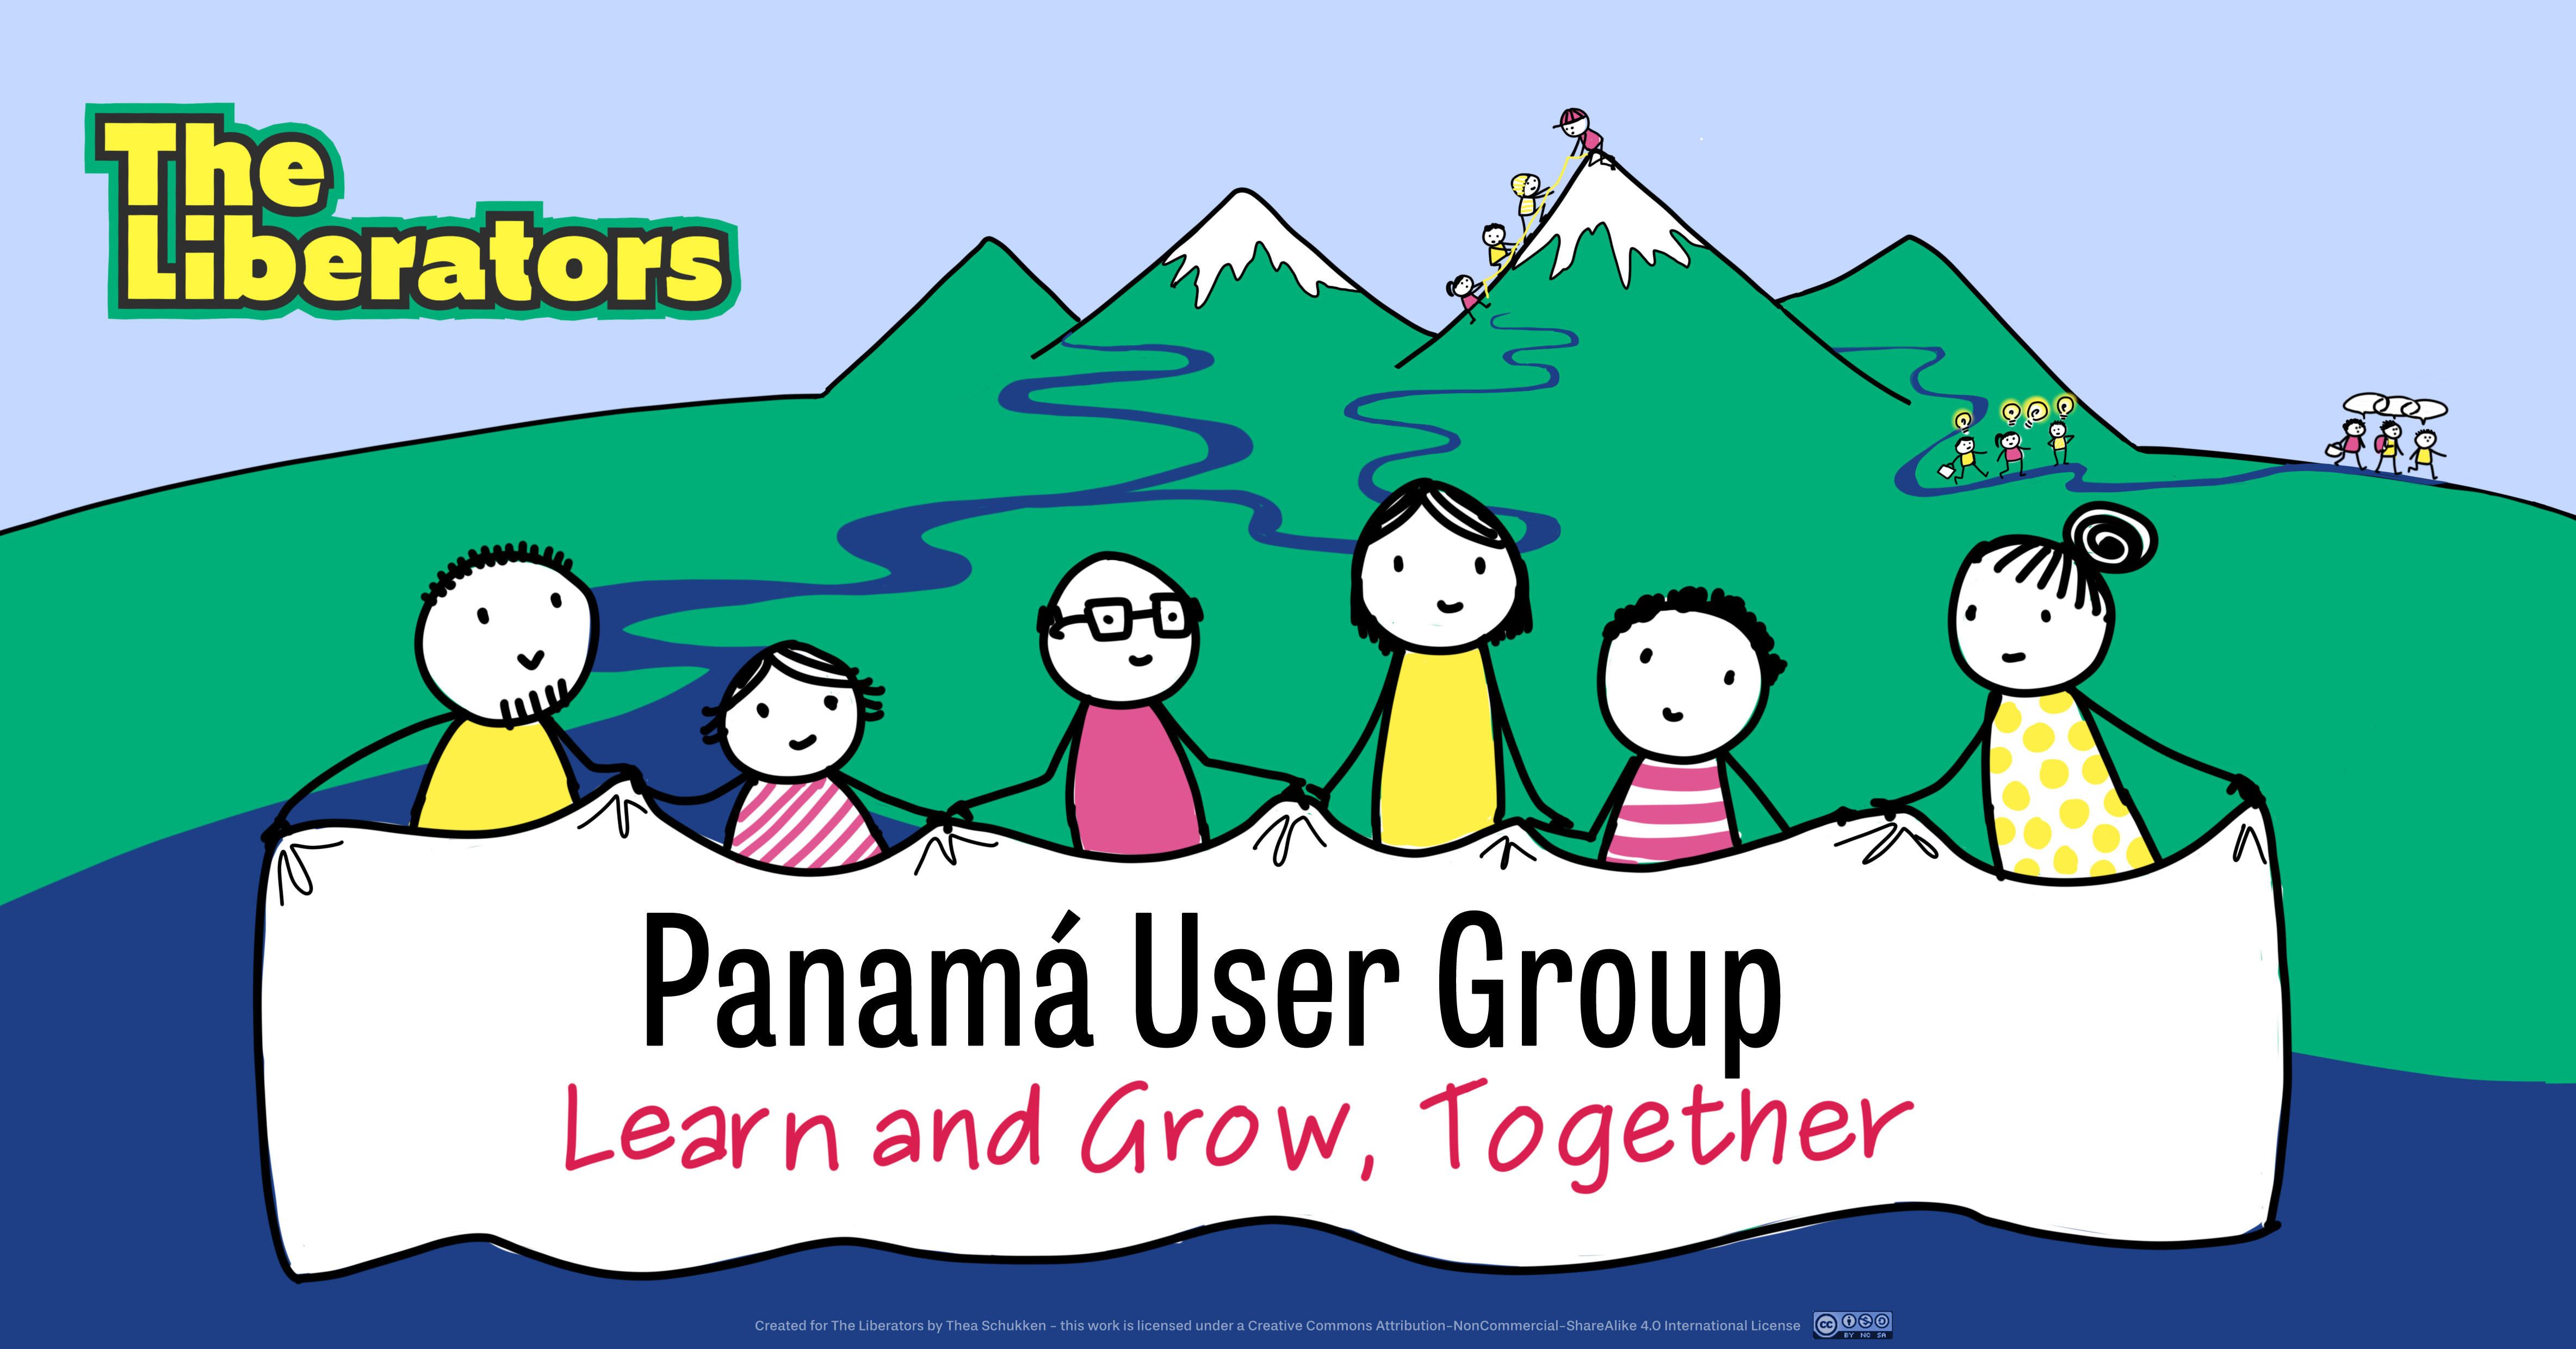 The
Liberators
Panamá User Group
Learn and Grow, Together
Created for The Liberators by Thea Schukken - this work is licensed under a Creative Commons Attribution-NonCommercial-ShareAlike 4.0 International License
cc
BY NC SA